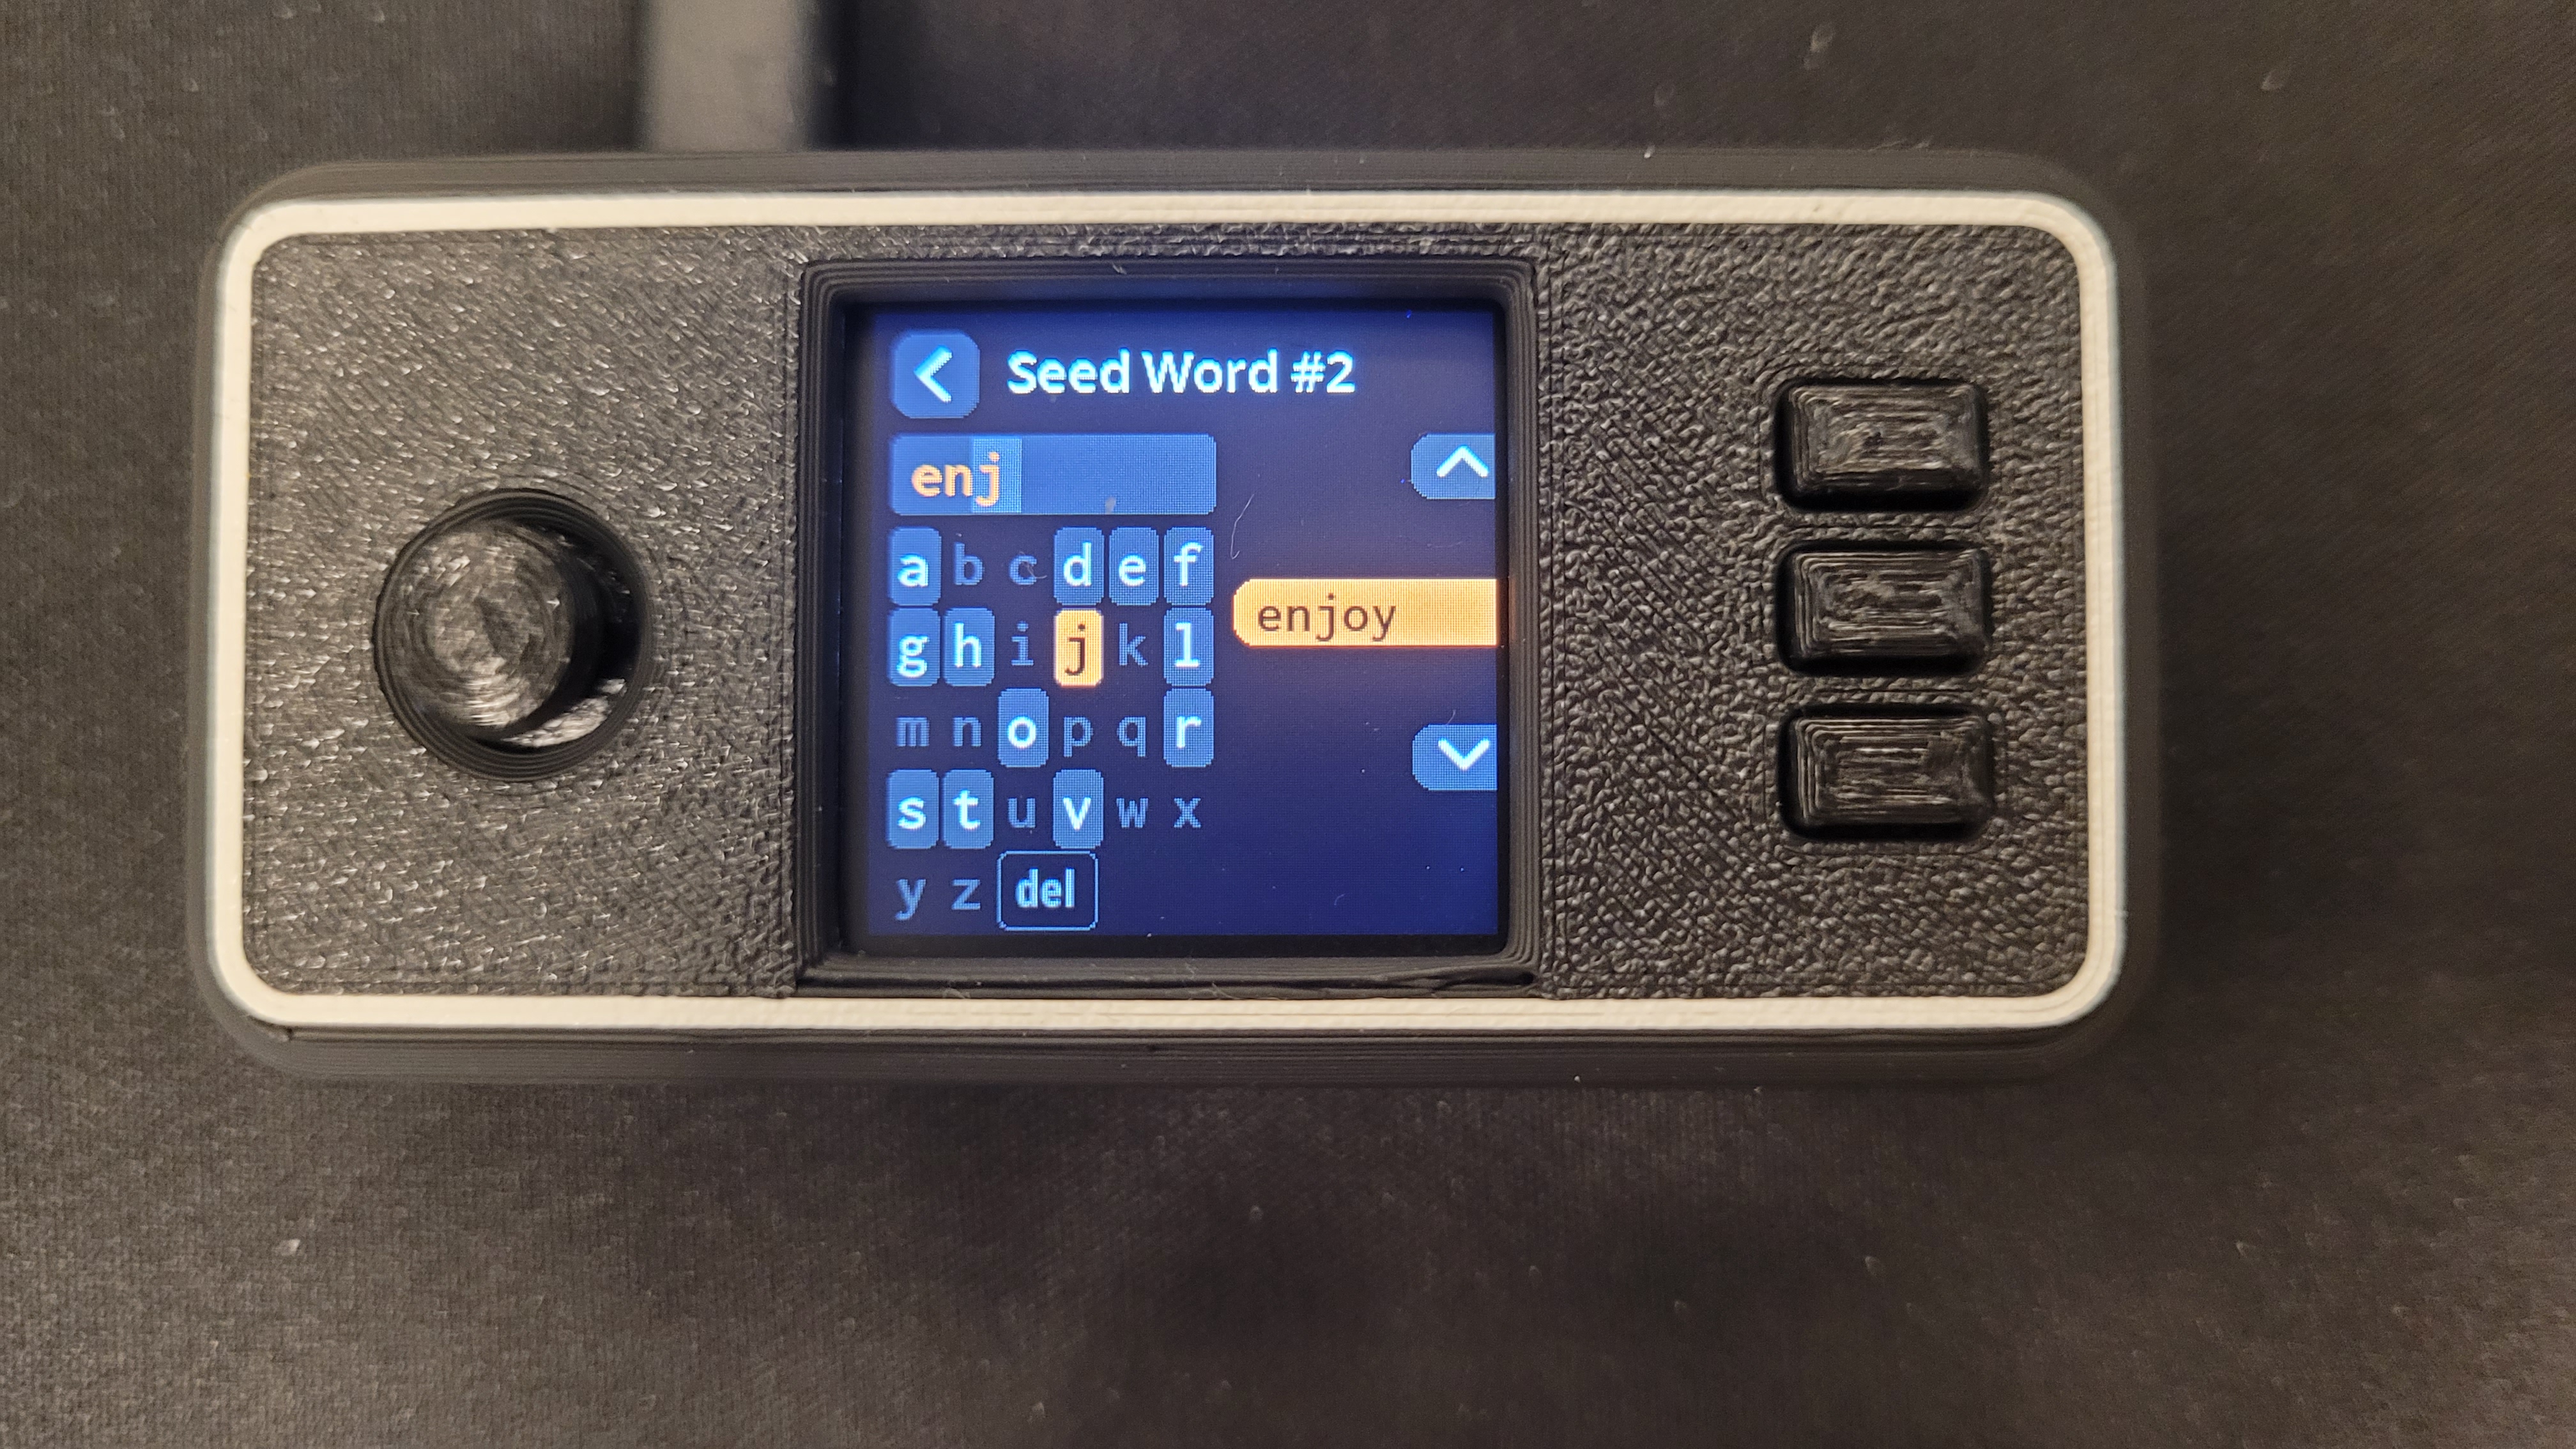 Seed Word #2
enj
a b c d e f
g h i j k l
enjoy
m n o p q r
s t u v w x
y z del